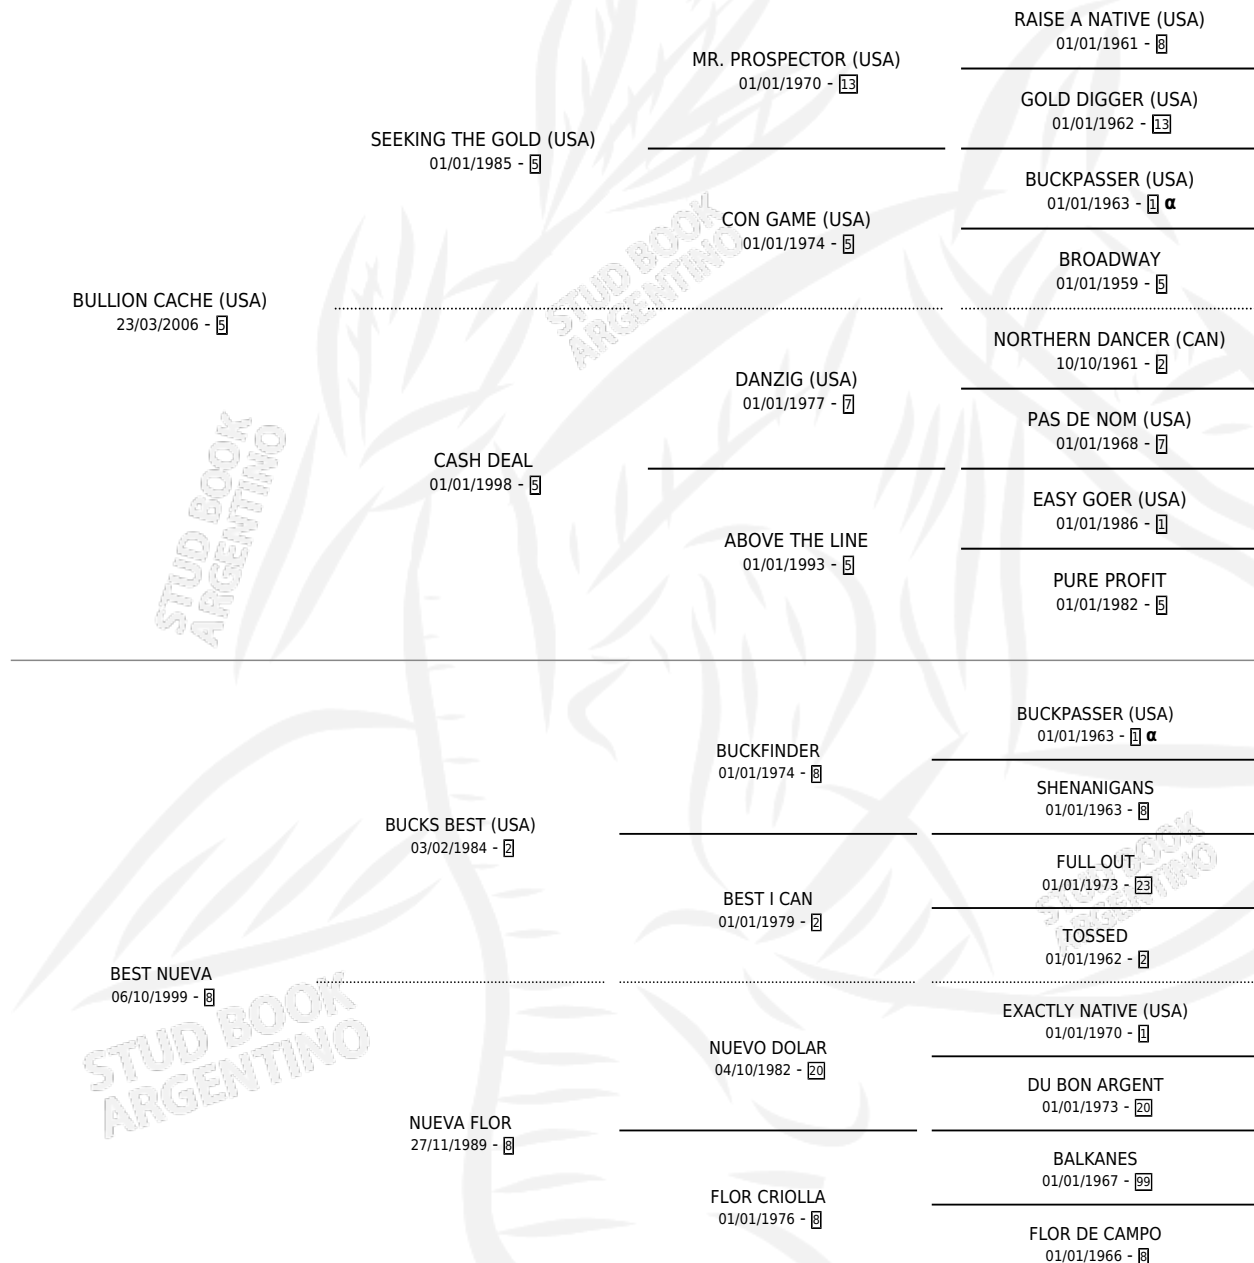 RAISE A NATIVE (USA)
01/01/1961 - 8
MR. PROSPECTOR (USA)
01/01/1970 - 13
GOLD DIGGER (USA)
01/01/1962 - 13
SEEKING THE GOLD (USA)
01/01/1985 - 5
BUCKPASSER (USA)
01/01/1963 - 1 α
CON GAME (USA)
01/01/1974 - 5
BROADWAY
01/01/1959 - 5
BULLION CACHE (USA)
23/03/2006 - 5
NORTHERN DANCER (CAN)
10/10/1961 - 2
DANZIG (USA)
01/01/1977 - 7
PAS DE NOM (USA)
01/01/1968 - 7
CASH DEAL
01/01/1998 - 5
EASY GOER (USA)
01/01/1986 - 1
ABOVE THE LINE
01/01/1993 - 5
PURE PROFIT
01/01/1982 - 5
STUD BOOK
ARGENTINO
STUD BOOK
ARGENTINO
BUCKPASSER (USA)
01/01/1963 - 1 α
BUCKFINDER
01/01/1974 - 8
SHENANIGANS
01/01/1963 - 8
BUCKS BEST (USA)
03/02/1984 - 2
FULL OUT
01/01/1973 - 23
BEST I CAN
01/01/1979 - 2
TOSSED
01/01/1962 - 2
BEST NUEVA
06/10/1999 - 8
EXACTLY NATIVE (USA)
01/01/1970 - 1
NUEVO DOLAR
04/10/1982 - 20
DU BON ARGENT
01/01/1973 - 20
NUEVA FLOR
27/11/1989 - 8
BALKANES
01/01/1967 - 99
FLOR CRIOLLA
01/01/1976 - 8
FLOR DE CAMPO
01/01/1966 - 8
STUD BOOK
ARGENTINO
STUD BOOK
ARGENTINO